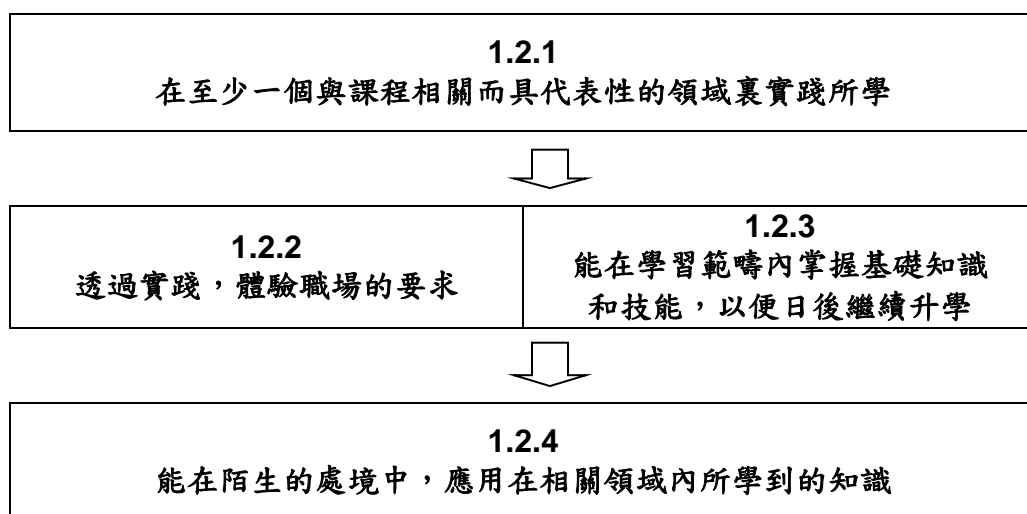 1.2.1
在至少一個與課程相關而具代表性的領域裏實踐所學
1.2.2
透過實踐，體驗職場的要求
1.2.3
能在學習範疇內掌握基礎知識
和技能，以便日後繼續升學
1.2.4
能在陌生的處境中，應用在相關領域內所學到的知識